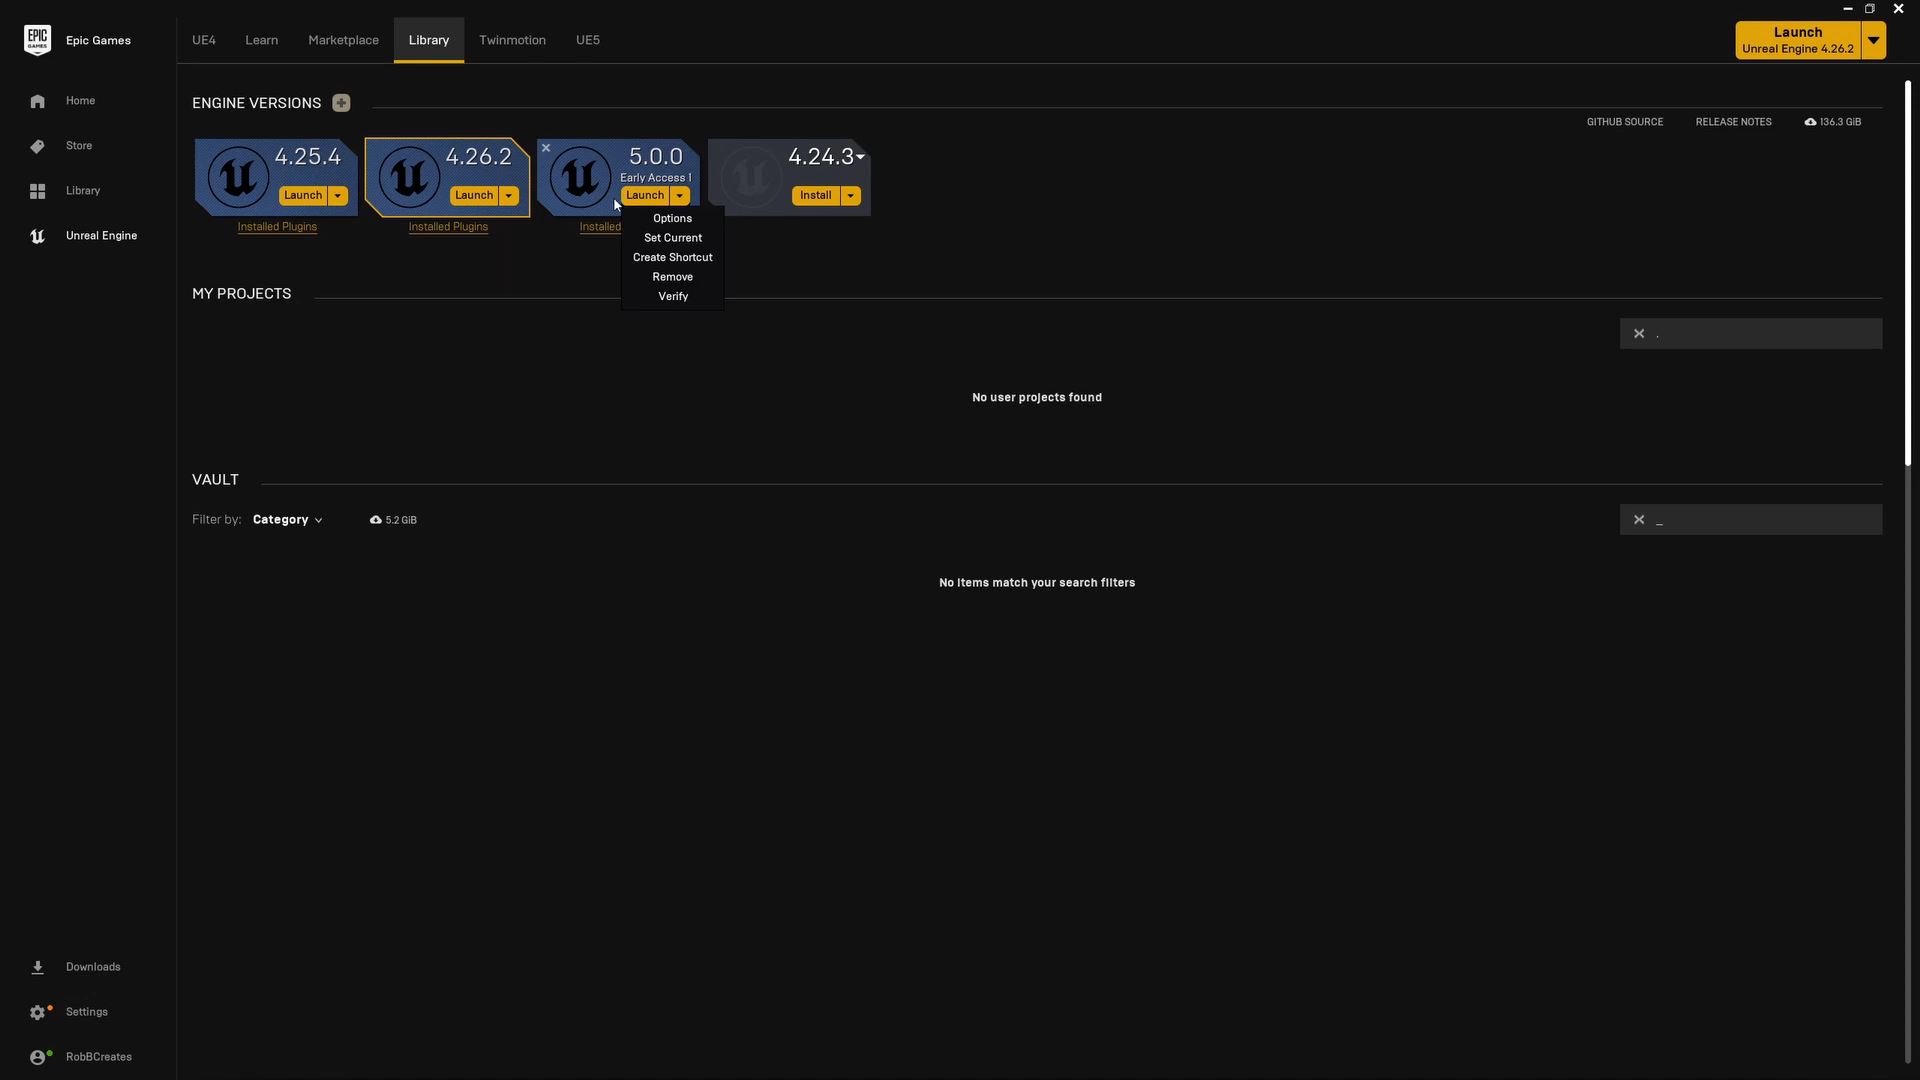 EPIC GAMES
Epic Games
UE4
Learn
Marketplace
Library
Twinmotion
UE5
Launch
Unreal Engine 4.26.2
Home
Store
Library
Unreal Engine
ENGINE VERSIONS
GITHUB SOURCE
RELEASE NOTES
136.3 GiB
4.25.4
Launch
Installed Plugins
4.26.2
Launch
Installed Plugins
5.0.0
Early Access 1
Launch
Installed
4.24.3
Install
Options
Set Current
Create Shortcut
Remove
Verify
MY PROJECTS
.
No user projects found
VAULT
Filter by: Category
5.2 GiB
_
No items match your search filters
Downloads
Settings
RobBCreates